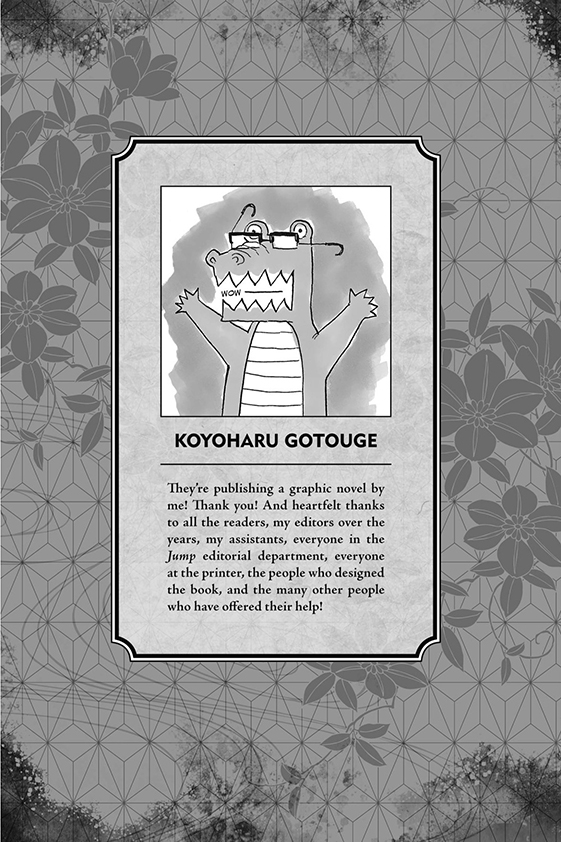 WOW
KOYOHARU GOTOUGE
They're publishing a graphic novel by
me! Thank you! And heartfelt thanks
to all the readers, my editors over the
years, my assistants, everyone in the
Jump editorial department, everyone
at the printer, the people who designed
the book, and the many other people
who have offered their help!